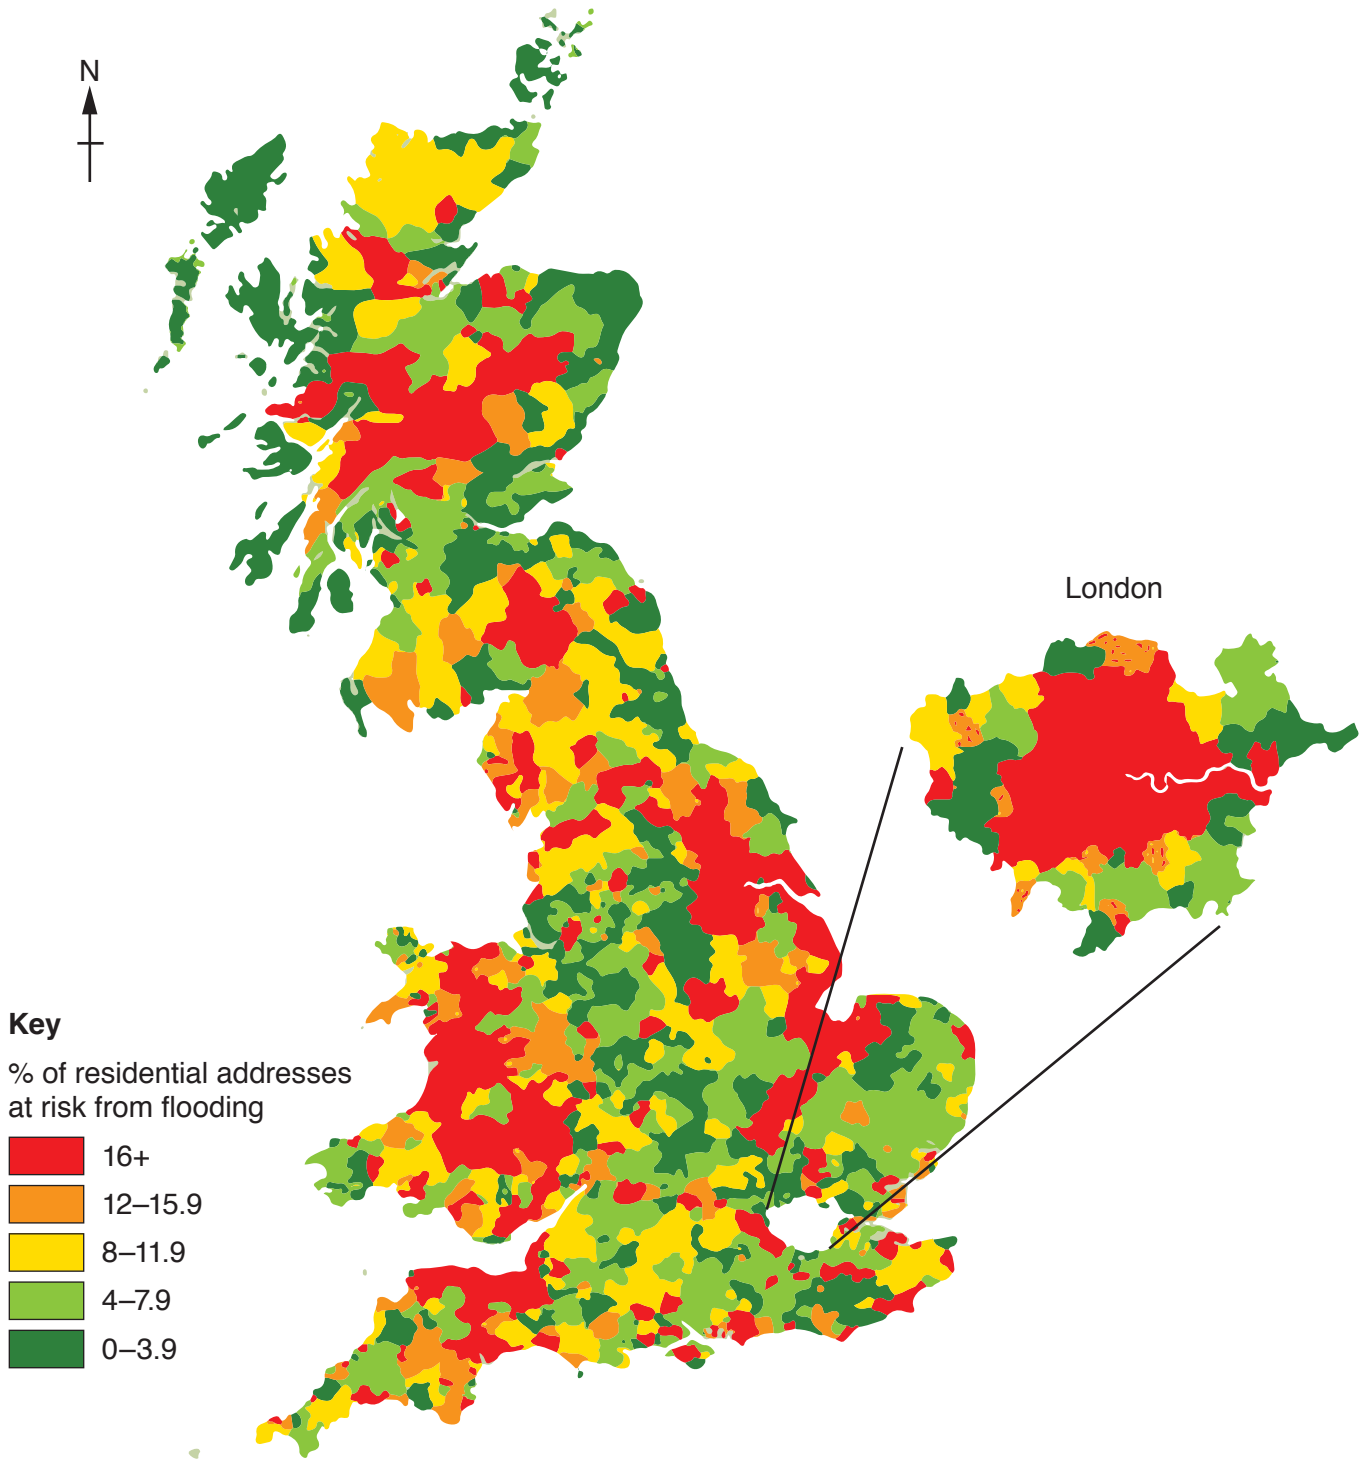 N
London
Key
% of residential addresses
at risk from flooding
16+
12–15.9
8–11.9
4–7.9
0–3.9